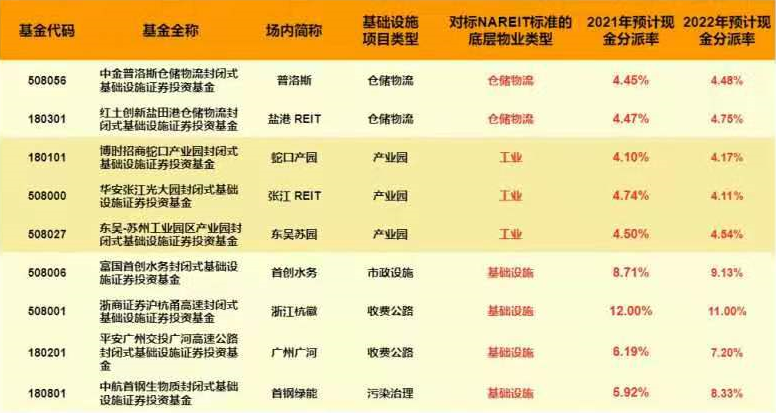 基金代码 基金全称 场内简称 基础设施 对标NAREIT标准的 2021年预计现 2022年预计现
项目类型 底层物业类型 金分派率 金分派率
508056 中金普洛斯仓储物流封闭式 普洛斯 仓储物流 仓储物流 4.45% 4.48%
基础设施证券投资基金
180301 红土创新盐田港仓储物流封 盐港 REIT 仓储物流 仓储物流 4.47% 4.75%
闭式基础设施证券投资基金
180101 博时招商蛇口产业园封闭式 蛇口产园 产业园 工业 4.10% 4.17%
基础设施证券投资基金
508000 华安张江光大园封闭式基础 张江 REIT 产业园 工业 4.74% 4.11%
设施证券投资基金
508027 东吴-苏州工业园区产业园封 东吴苏园 产业园 工业 4.50% 4.54%
闭式基础设施证券投资基金
508006 富国首创水务封闭式基础设 首创水务 市政设施 基础设施 8.71% 9.13%
施证券投资基金
508001 浙商证券沪杭甬高速封闭式 浙江杭徽 收费公路 基础设施 12.00% 11.00%
基础设施证券投资基金
180201 平安广州交投广河高速公路 广州广河 收费公路 基础设施 6.19% 7.20%
封闭式基础设施证券投资基
金
180801 中航首钢生物质封闭式基础 首钢绿能 污染治理 基础设施 5.92% 8.33%
设施证券投资基金